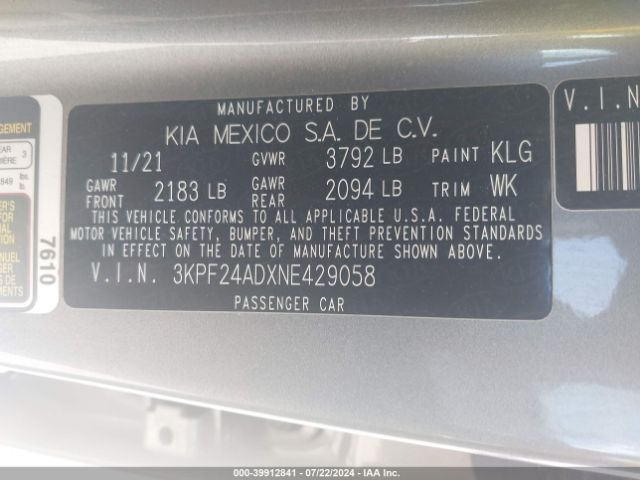 MANUFACTURED BY
KIA MEXICO S.A. DE C.V.
11/21 GVWR 3792 LB PAINT KLG
GAWR FRONT 2183 LB GAWR REAR 2094 LB TRIM WK
THIS VEHICLE CONFORMS TO ALL APPLICABLE U.S.A. FEDERAL
MOTOR VEHICLE SAFETY, BUMPER, AND THEFT PREVENTION STANDARDS
IN EFFECT ON THE DATE OF MANUFACTURE SHOWN ABOVE.
V.I.N. 3KPF24ADXNE429058
PASSENGER CAR
7610
V.I.N
000-39912841 - 07/22/2024 - IAA Inc.